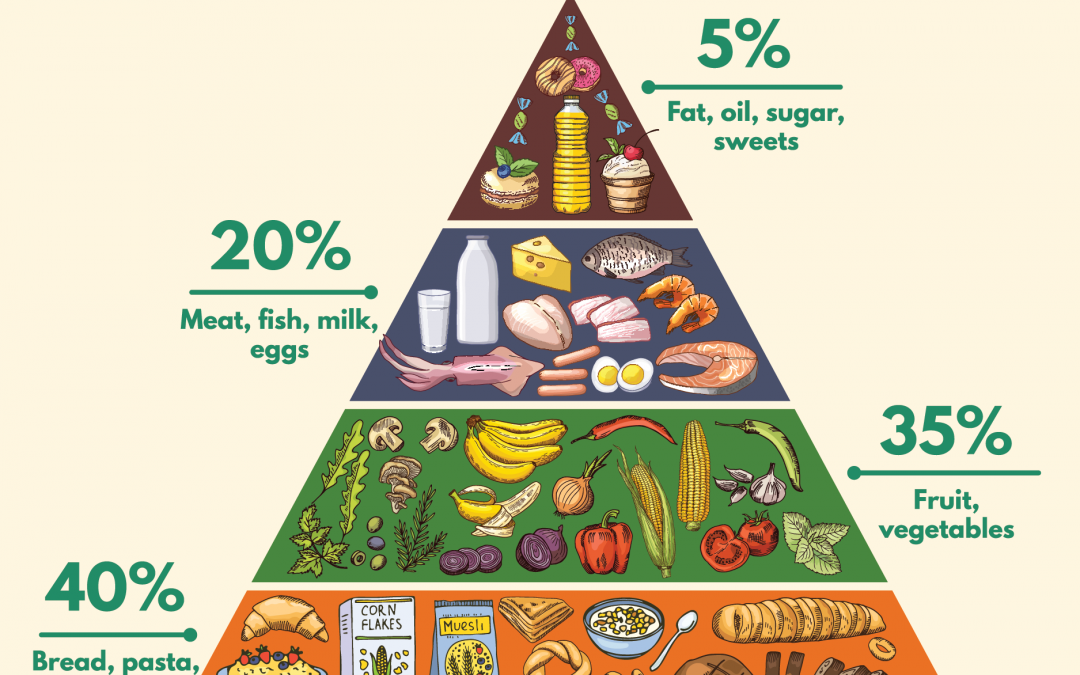 5%
Fat, oil, sugar,
sweets
20%
Meat, fish, milk,
eggs
35%
Fruit,
vegetables
40%
Bread, pasta,
CORN
FLAKES
Muesli